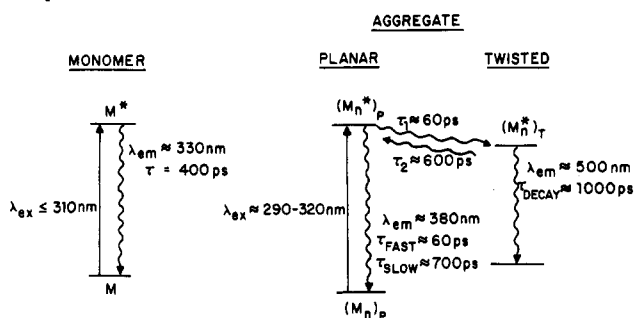 AGGREGATE
MONOMER
PLANAR
TWISTED
M*
λem ≈ 330nm
τ = 400ps
λex ≤ 310nm
M
(Mn*)P
τ1 ≈ 60ps
τ2 ≈ 600ps
(Mn*)T
λex ≈ 290-320nm
λem ≈ 380nm
τFAST ≈ 60ps
τSLOW ≈ 700ps
(Mn)P
λem ≈ 500nm
τDECAY ≈ 1000ps